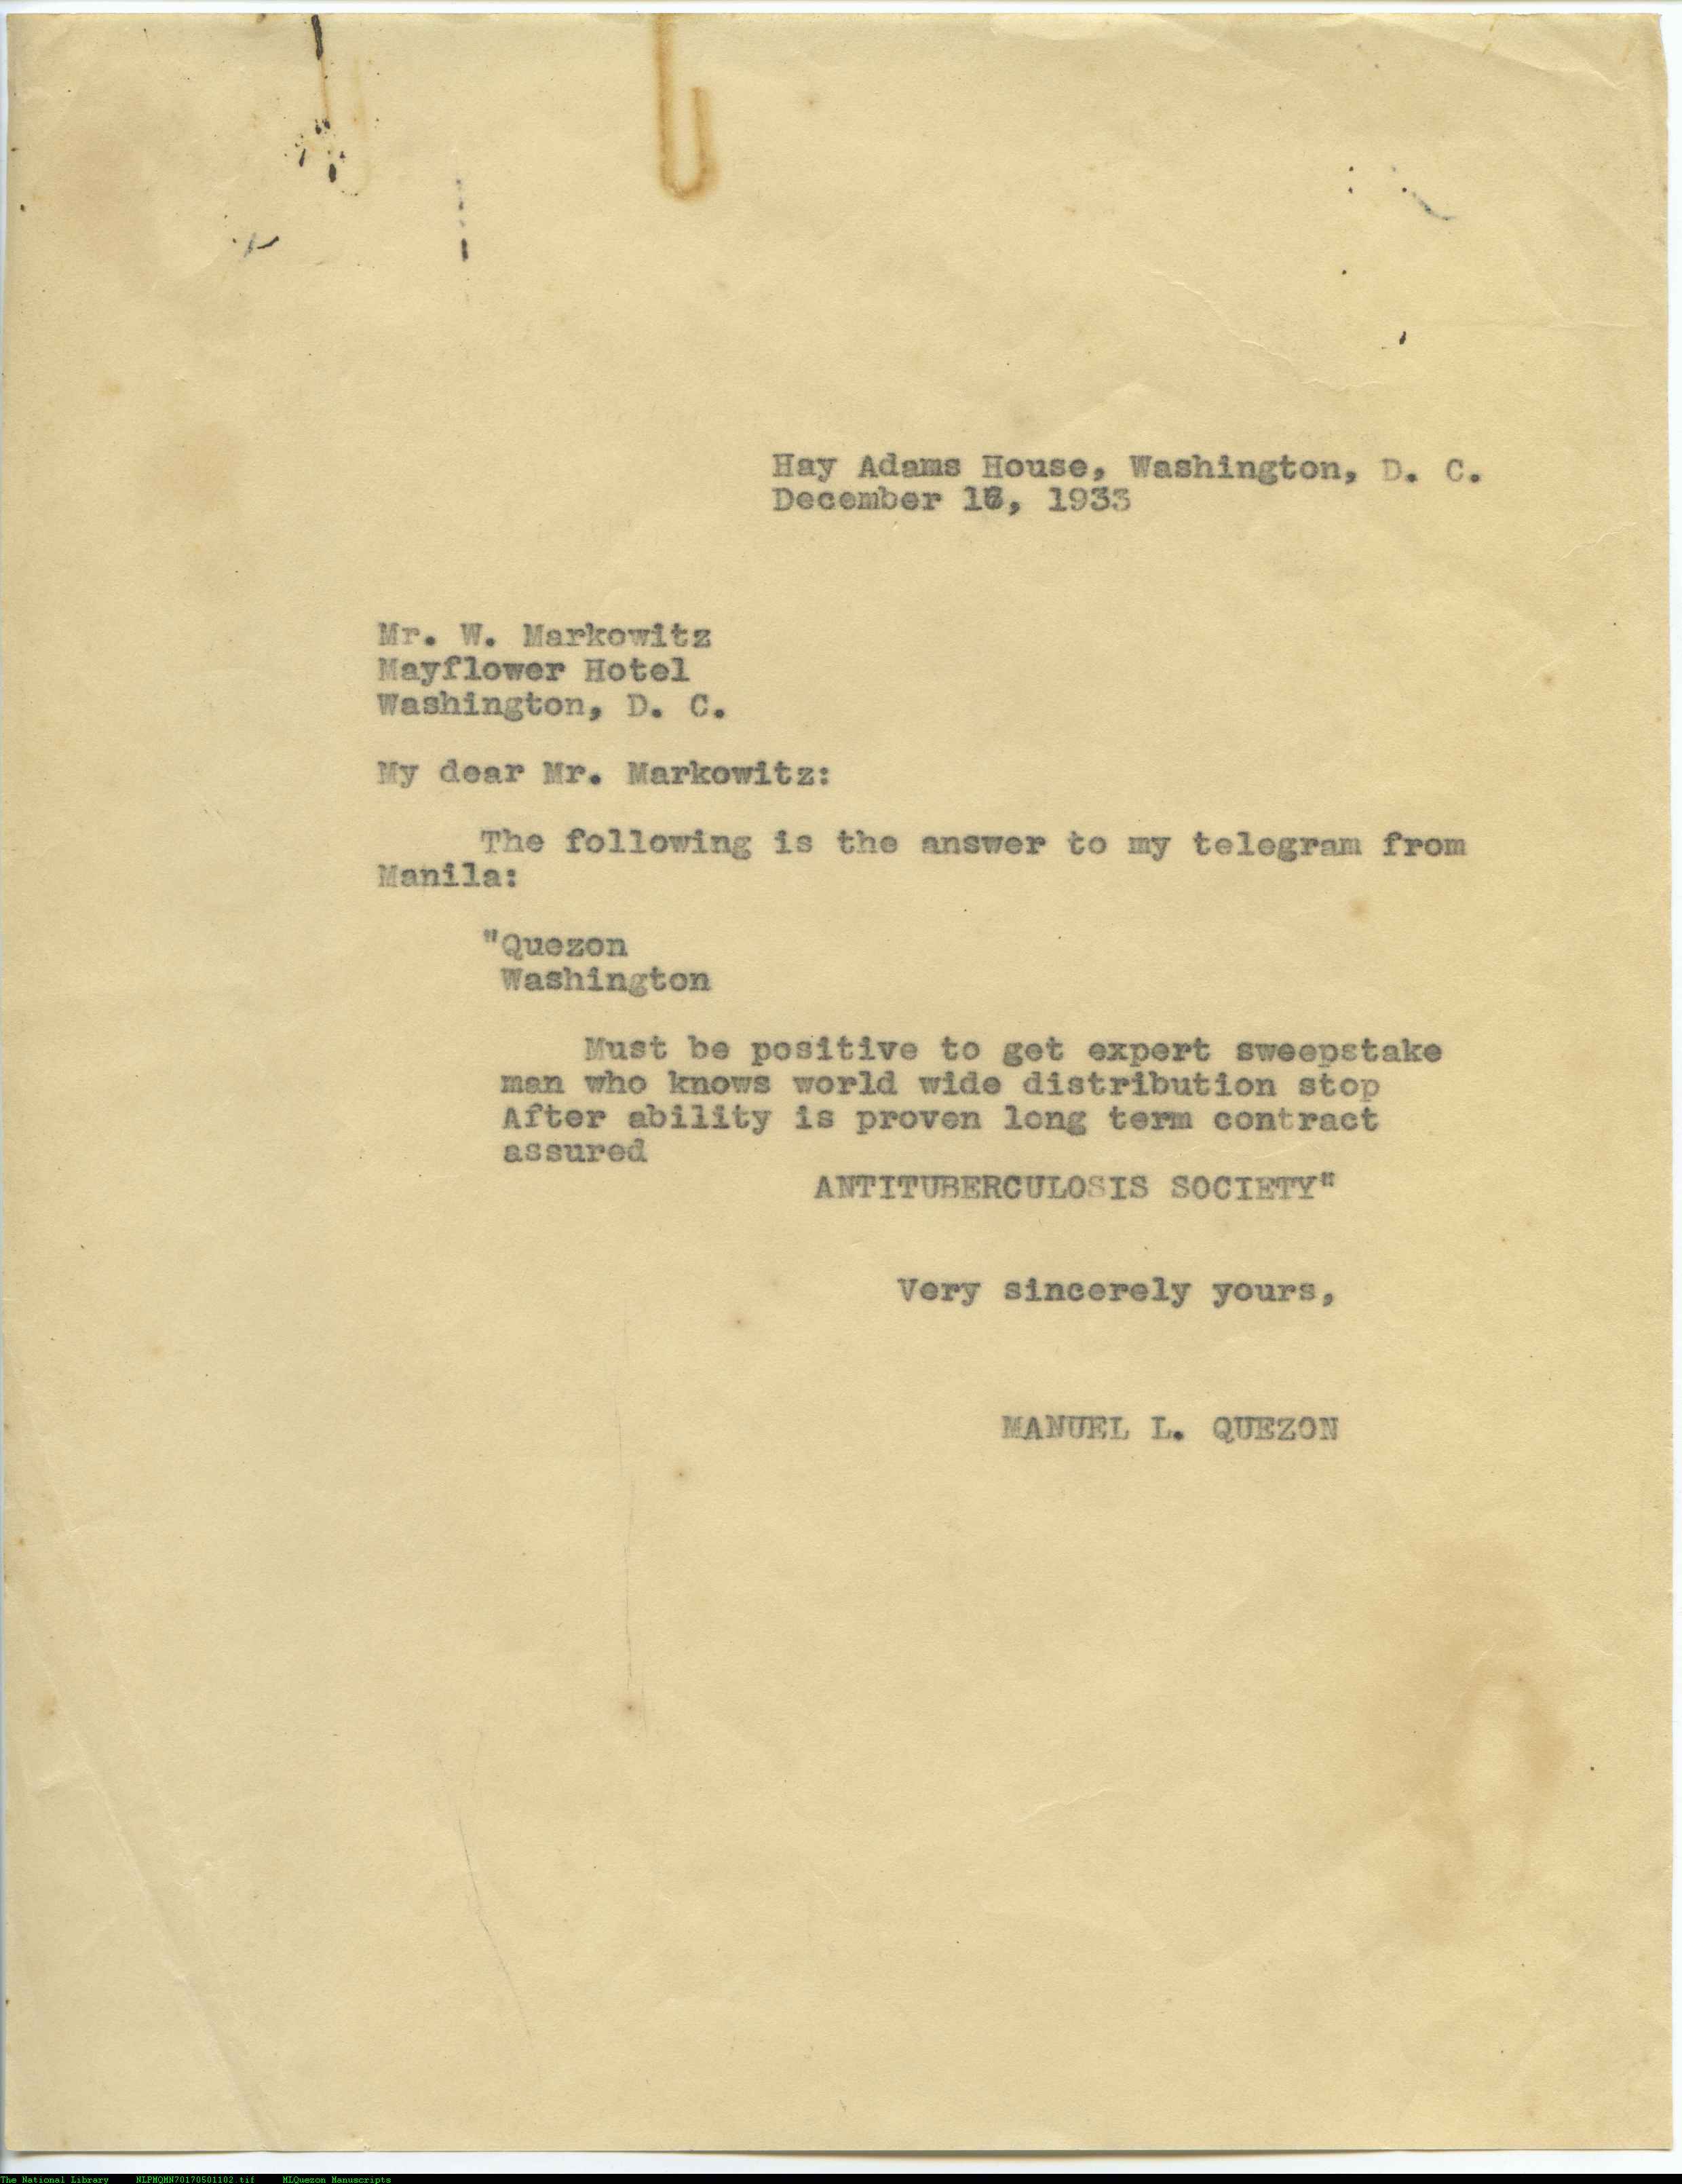 Hay Adams House, Washington, D. C.
December , 1933
Mr. W. Markowitz
Mayflower Hotel
Washington, D. C.
My dear Mr. Markowitz:
The following is the answer to my telegram from
Manila:
"Quezon
Washington
Must be positive to get expert sweepstake
man who knows world wide distribution stop
After ability is proven long term contract
assured
ANTITUBERCULOSIS SOCIETY"
Very sincerely yours,
MANUEL L. QUEZON
The National Library NLPMQMN70170501102.tif MLQuezon Manuscripts